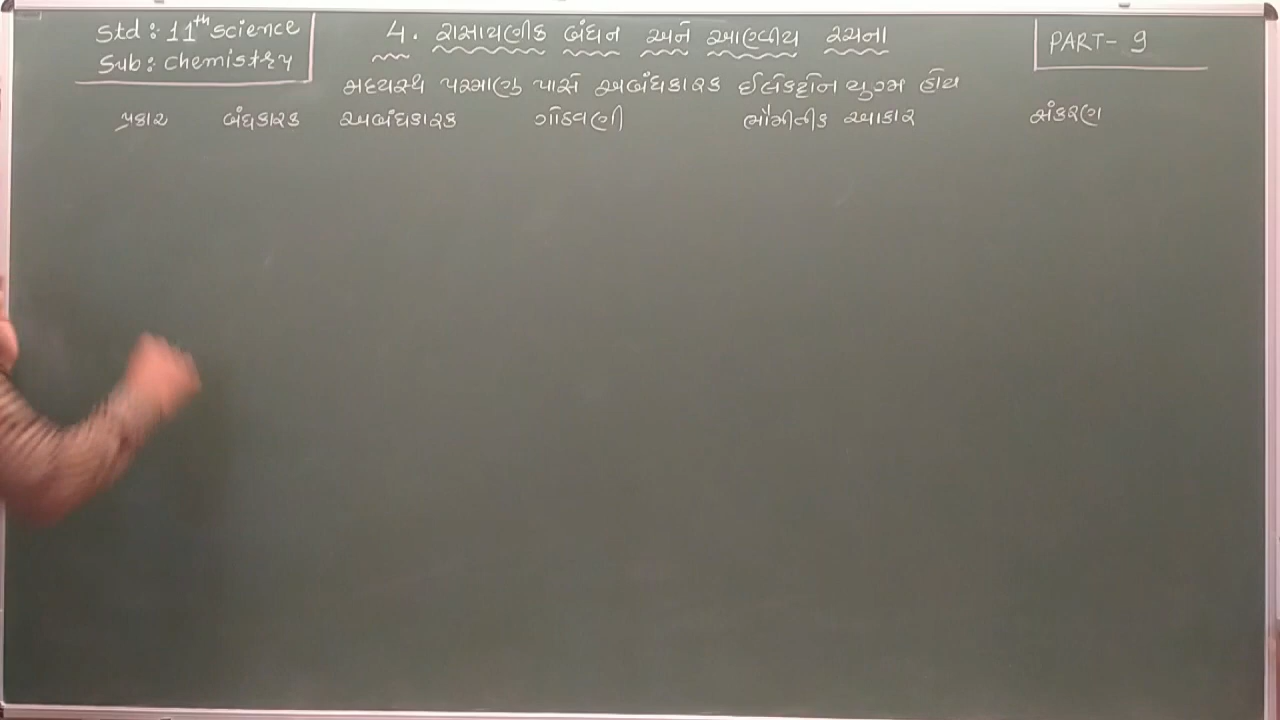 Std : 11th Science
Sub : Chemistry
4. રાસાયણીક બંધન અને આણ્વીય રચના
PART - 9
મધ્યસ્થ પરમાણુ પાસે અબંધકારક ઈલેકટ્રોન યુગ્મ હોય
પ્રકાર બંધકારક અબંધકારક ગોઠવણી ભૌમીતીક આકાર સંકરણ